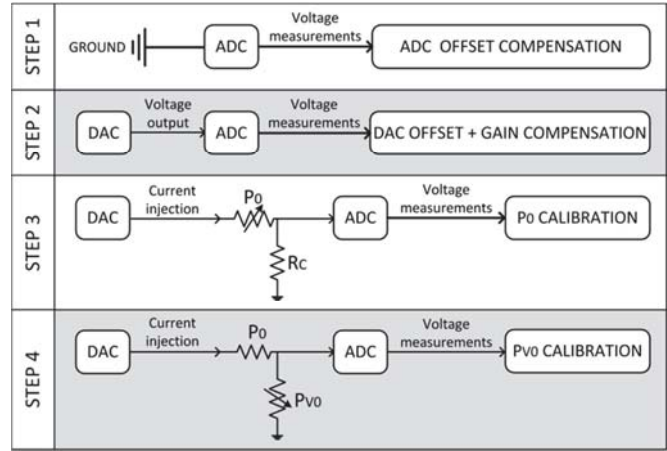 STEP 1
GROUND
ADC
Voltage
measurements
ADC OFFSET COMPENSATION
STEP 2
DAC
Voltage
output
ADC
Voltage
measurements
DAC OFFSET + GAIN COMPENSATION
STEP 3
DAC
Current
injection
P0
RC
ADC
Voltage
measurements
P0 CALIBRATION
STEP 4
DAC
Current
injection
P0
PV0
ADC
Voltage
measurements
PV0 CALIBRATION